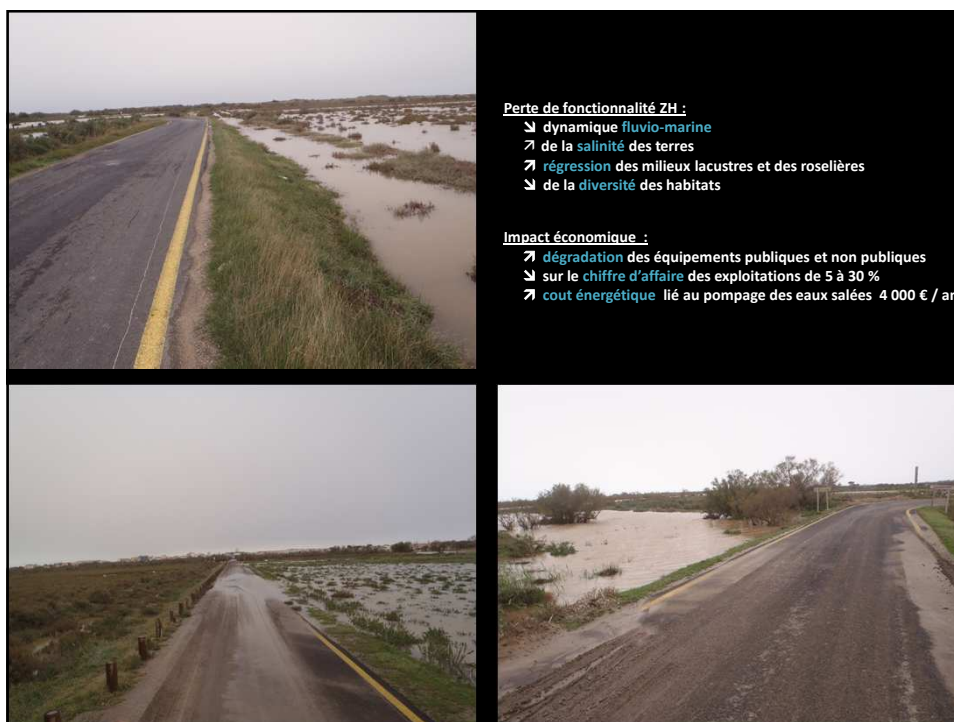 Perte de fonctionnalité ZH :
↘ dynamique fluvio-marine
↗ de la salinité des terres
↗ régression des milieux lacustres et des roselières
↘ de la diversité des habitats
Impact économique :
↗ dégradation des équipements publiques et non publiques
↘ sur le chiffre d'affaire des exploitations de 5 à 30 %
↗ cout énergétique lié au pompage des eaux salées 4 000 € /